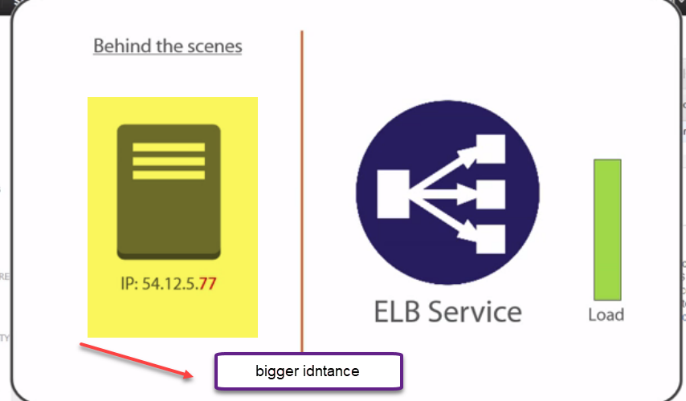 Behind the scenes
IP: 54.12.5.77
ELB Service
Load
bigger idntance